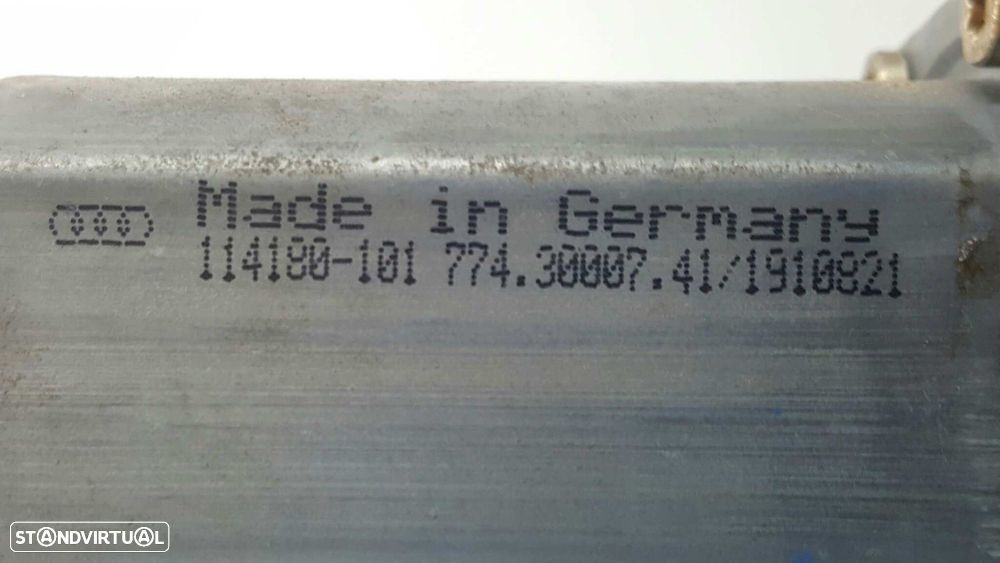 Made in Germany
114180-101 774.30007.41/1910821
STANDVIRTUAL